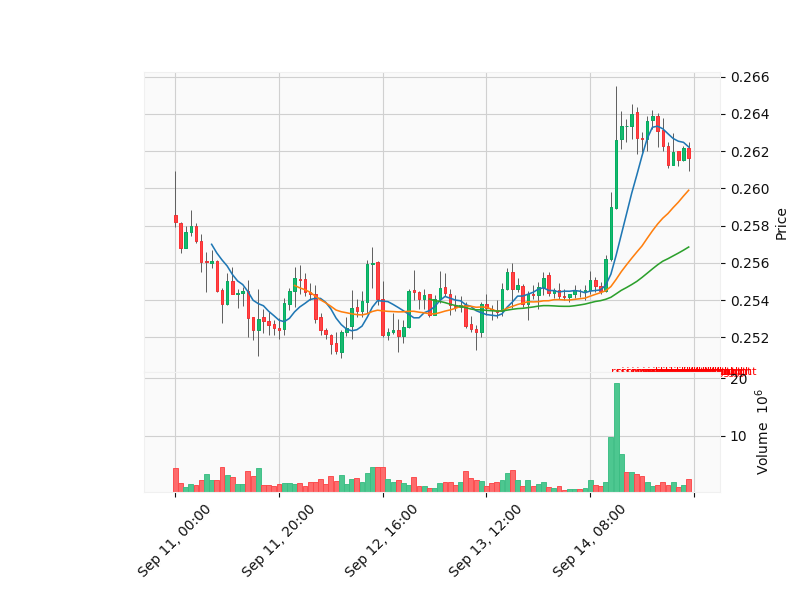 0.266
0.264
0.262
0.260
0.258
0.256
0.254
0.252
Price
20
10
Volume 10^6
Sep 11, 00:00
Sep 11, 20:00
Sep 12, 16:00
Sep 13, 12:00
Sep 14, 08:00